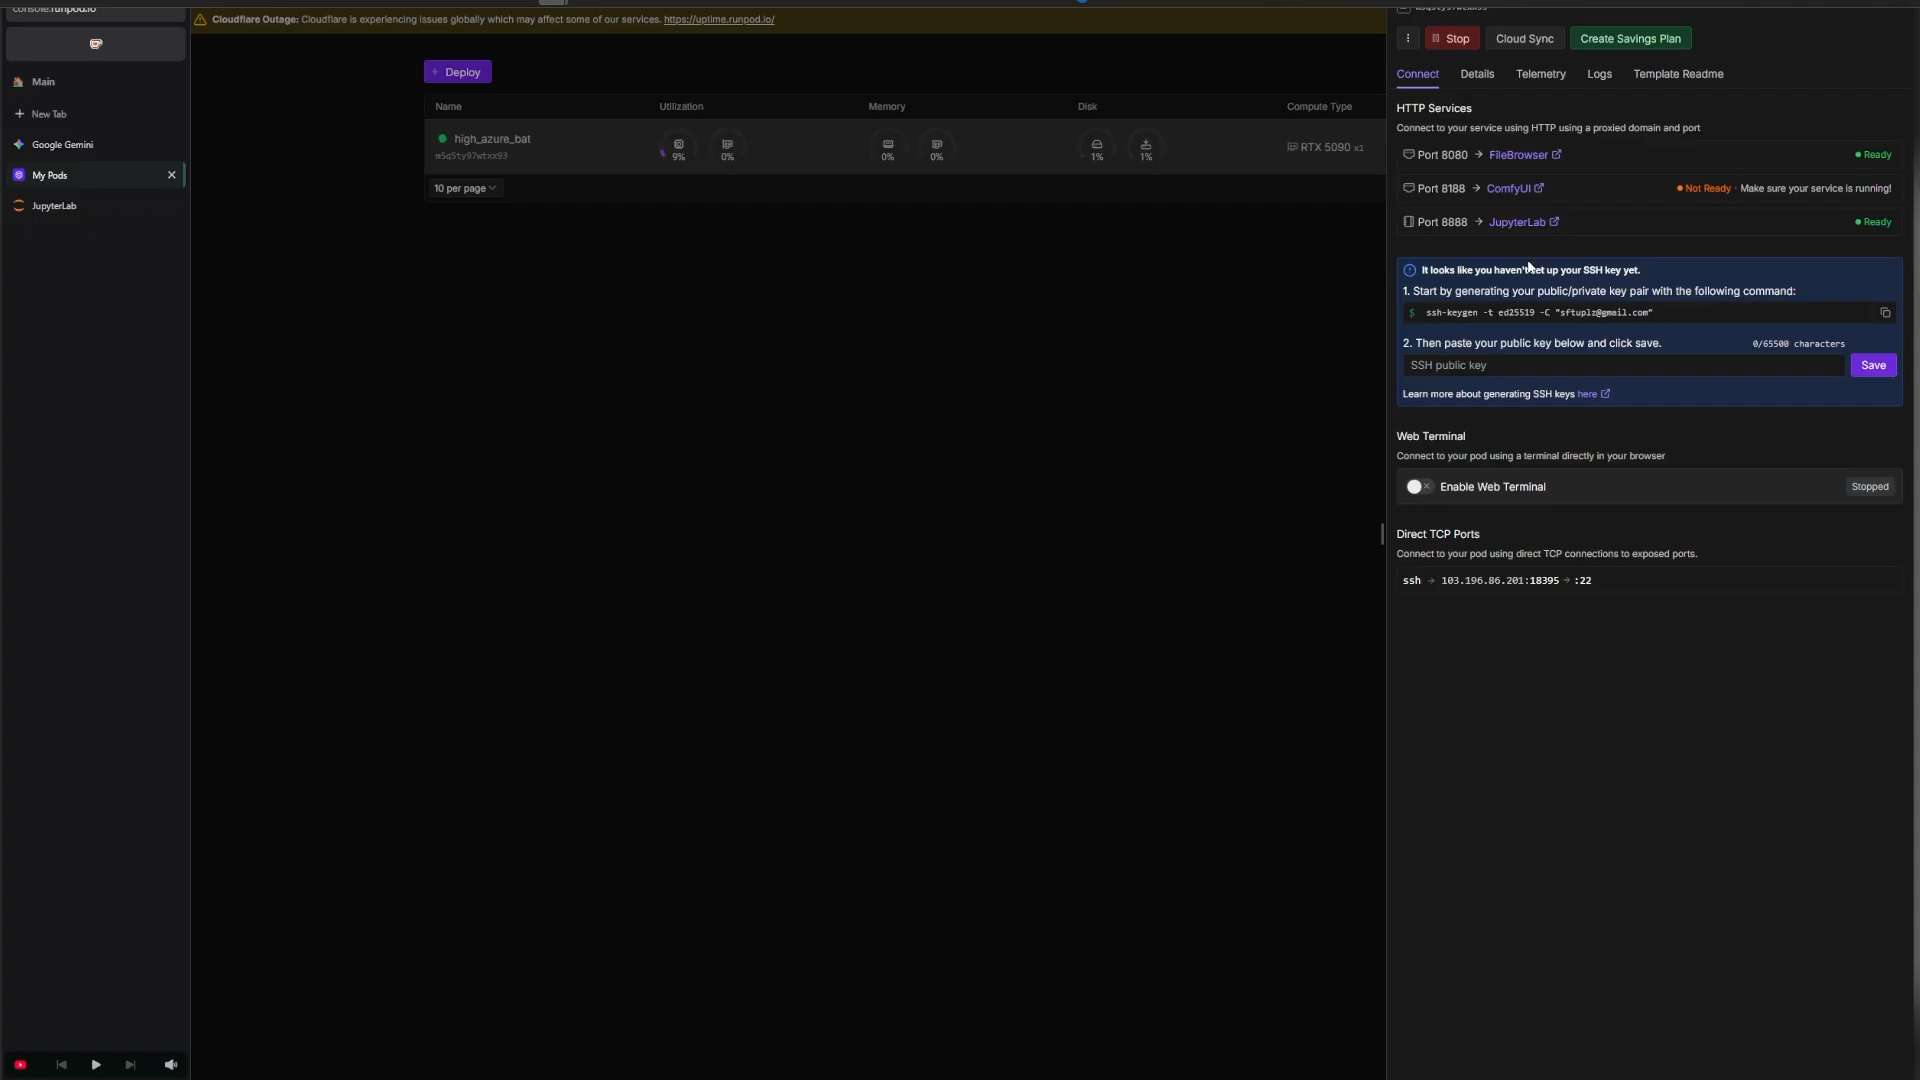 console.runpod.io
Main
New Tab
Google Gemini
My Pods
JupyterLab
Cloudflare Outage: Cloudflare is experiencing issues globally which may affect some of our services. https://uptime.runpod.io/
+ Deploy
Name Utilization Memory Disk Compute Type
high_azure_bat
m5q5ty97wtxx93
9% 0% 0% 0% 1% 1%
RTX 5090 x1
10 per page
Stop Cloud Sync Create Savings Plan
Connect Details Telemetry Logs Template Readme
HTTP Services
Connect to your service using HTTP using a proxied domain and port
Port 8080 → FileBrowser Ready
Port 8188 → ComfyUI Not Ready · Make sure your service is running!
Port 8888 → JupyterLab Ready
It looks like you haven't set up your SSH key yet.
1. Start by generating your public/private key pair with the following command:
$ ssh-keygen -t ed25519 -C "sftuplz@gmail.com"
2. Then paste your public key below and click save. 0/65500 characters
SSH public key Save
Learn more about generating SSH keys here
Web Terminal
Connect to your pod using a terminal directly in your browser
Enable Web Terminal Stopped
Direct TCP Ports
Connect to your pod using direct TCP connections to exposed ports.
ssh → 103.196.86.201:18395 → :22